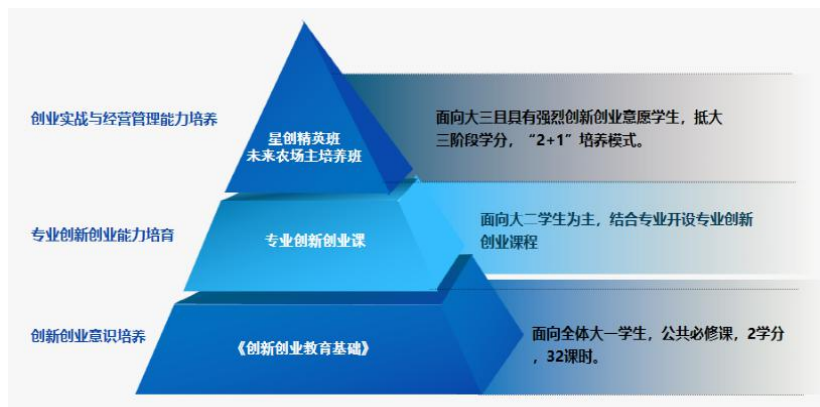 创业实战与经营管理能力培养
星创精英班
未来农场主培养班
面向大三且具有强烈创新创业意愿学生，抵大
三阶段学分，“2+1”培养模式。
专业创新创业能力培育
专业创新创业课
面向大二学生为主，结合专业开设专业创新
创业课程
创新创业意识培养
《创新创业教育基础》
面向全体大一学生，公共必修课，2学分
，32课时。